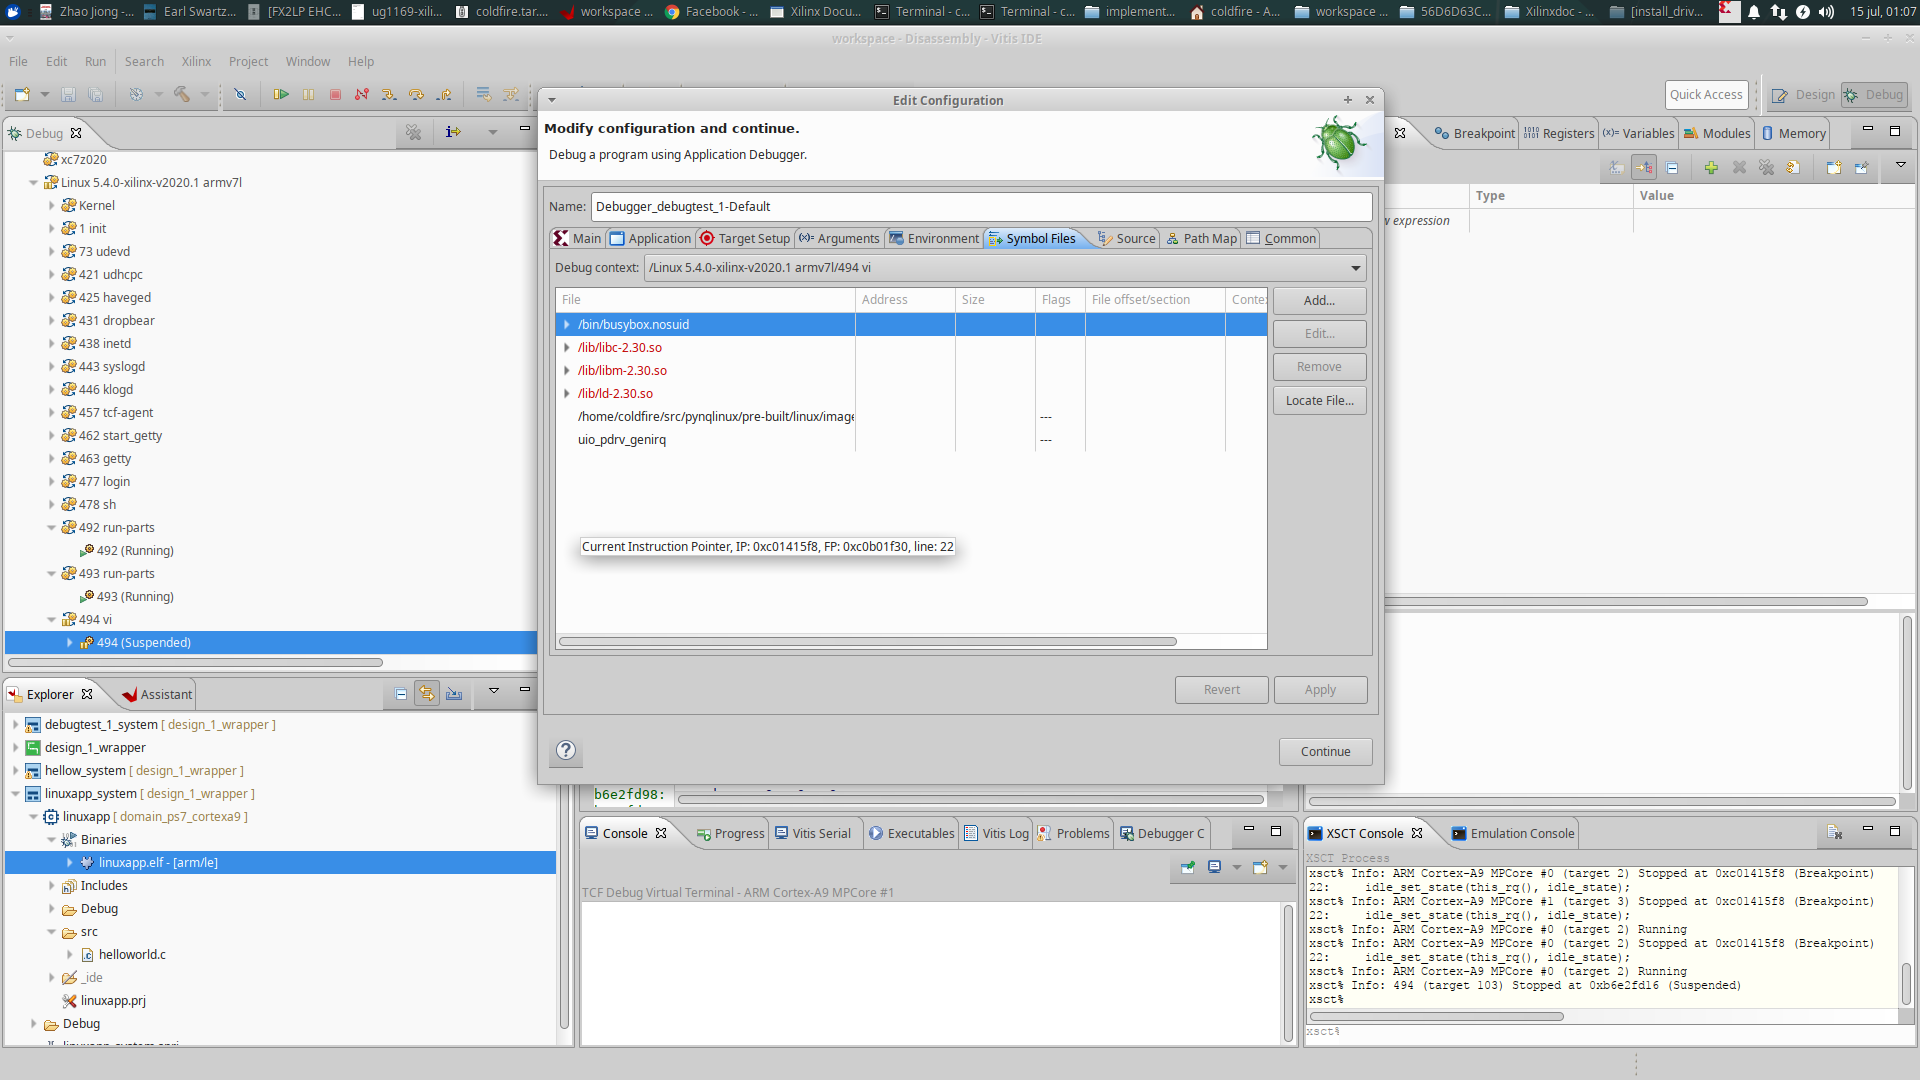 Zhao Jiong -...
Earl Swartz...
[FX2LP EHC...
ug1169-xili...
coldfire.tar....
workspace ...
Facebook - ...
Xilinx Docu...
Terminal - c...
Terminal - c...
implement...
coldfire - A...
workspace ...
56D6D63C...
Xilinxdoc - ...
[install_driv...
15 jul, 01:07
workspace - Disassembly - Vitis IDE
File Edit Run Search Xilinx Project Window Help
Quick Access
Design
Debug
Debug
xc7z020
Linux 5.4.0-xilinx-v2020.1 armv7l
Kernel
1 init
73 udevd
421 udhcpc
425 haveged
431 dropbear
438 inetd
443 syslogd
446 klogd
457 tcf-agent
462 start_getty
463 getty
477 login
478 sh
492 run-parts
492 (Running)
493 run-parts
493 (Running)
494 vi
494 (Suspended)
Explorer
Assistant
debugtest_1_system [ design_1_wrapper ]
design_1_wrapper
hellow_system [ design_1_wrapper ]
linuxapp_system [ design_1_wrapper ]
linuxapp [ domain_ps7_cortexa9 ]
Binaries
linuxapp.elf - [arm/le]
Includes
Debug
src
helloworld.c
_ide
linuxapp.prj
Debug
Edit Configuration
Modify configuration and continue.
Debug a program using Application Debugger.
Name: Debugger_debugtest_1-Default
Main
Application
Target Setup
Arguments
Environment
Symbol Files
Source
Path Map
Common
Debug context: /Linux 5.4.0-xilinx-v2020.1 armv7l/494 vi
File Address Size Flags File offset/section Conte
/bin/busybox.nosuid
/lib/libc-2.30.so
/lib/libm-2.30.so
/lib/ld-2.30.so
/home/coldfire/src/pynqlinux/pre-built/linux/image ---
uio_pdrv_genirq ---
Add...
Edit...
Remove
Locate File...
Current Instruction Pointer, IP: 0xc01415f8, FP: 0xc0b01f30, line: 22
Revert
Apply
Continue
b6e2fd98:
Breakpoint
Registers
Variables
Modules
Memory
Type
Value
w expression
Console
Progress
Vitis Serial
Executables
Vitis Log
Problems
Debugger C
TCF Debug Virtual Terminal - ARM Cortex-A9 MPCore #1
XSCT Console
Emulation Console
XSCT Process
xsct% Info: ARM Cortex-A9 MPCore #0 (target 2) Stopped at 0xc01415f8 (Breakpoint)
22: idle_set_state(this_rq(), idle_state);
xsct% Info: ARM Cortex-A9 MPCore #1 (target 3) Stopped at 0xc01415f8 (Breakpoint)
22: idle_set_state(this_rq(), idle_state);
xsct% Info: ARM Cortex-A9 MPCore #0 (target 2) Running
xsct% Info: ARM Cortex-A9 MPCore #0 (target 2) Stopped at 0xc01415f8 (Breakpoint)
22: idle_set_state(this_rq(), idle_state);
xsct% Info: ARM Cortex-A9 MPCore #0 (target 2) Running
xsct% Info: 494 (target 103) Stopped at 0xb6e2fd16 (Suspended)
xsct%
xsct%